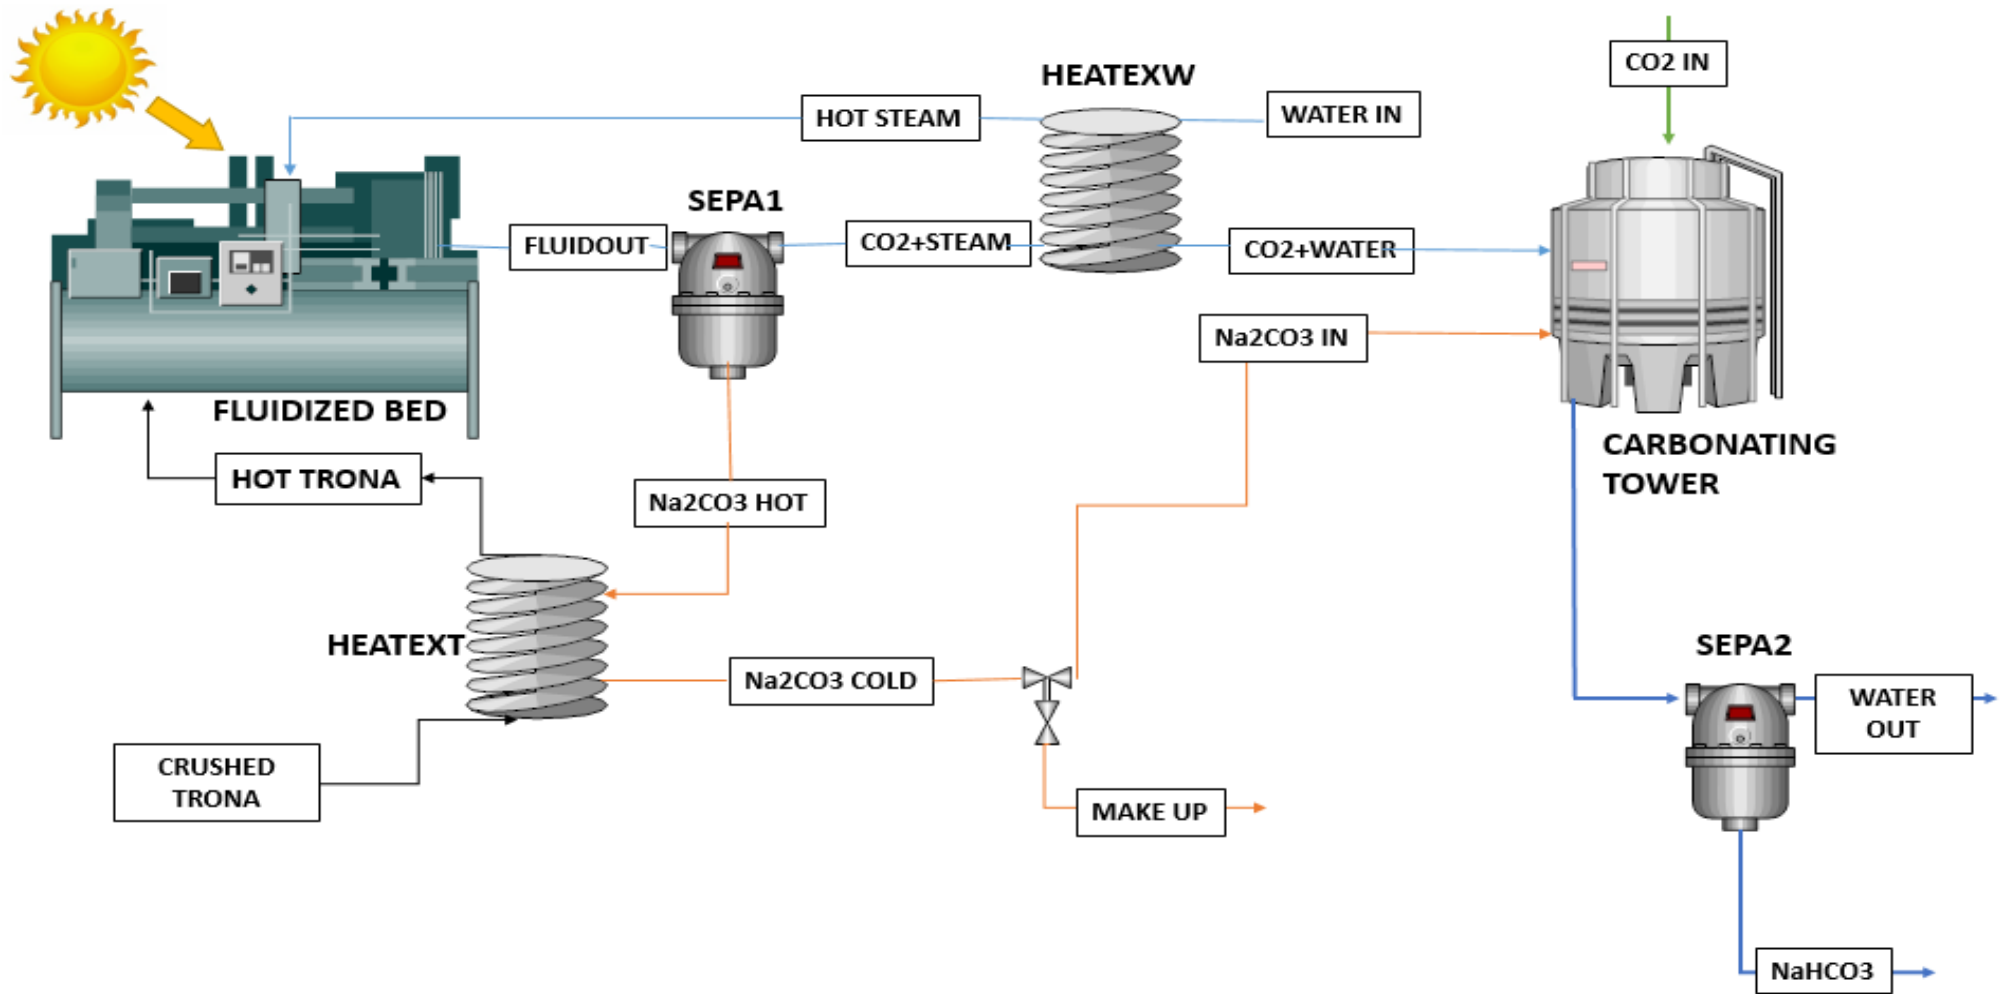 CO2 IN
HEATEXW
HOT STEAM
WATER IN
SEPA1
FLUIDOUT
CO2+STEAM
CO2+WATER
Na2CO3 IN
FLUIDIZED BED
CARBONATING
TOWER
HOT TRONA
Na2CO3 HOT
HEATEXT
SEPA2
Na2CO3 COLD
WATER
OUT
CRUSHED
TRONA
MAKE UP
NaHCO3